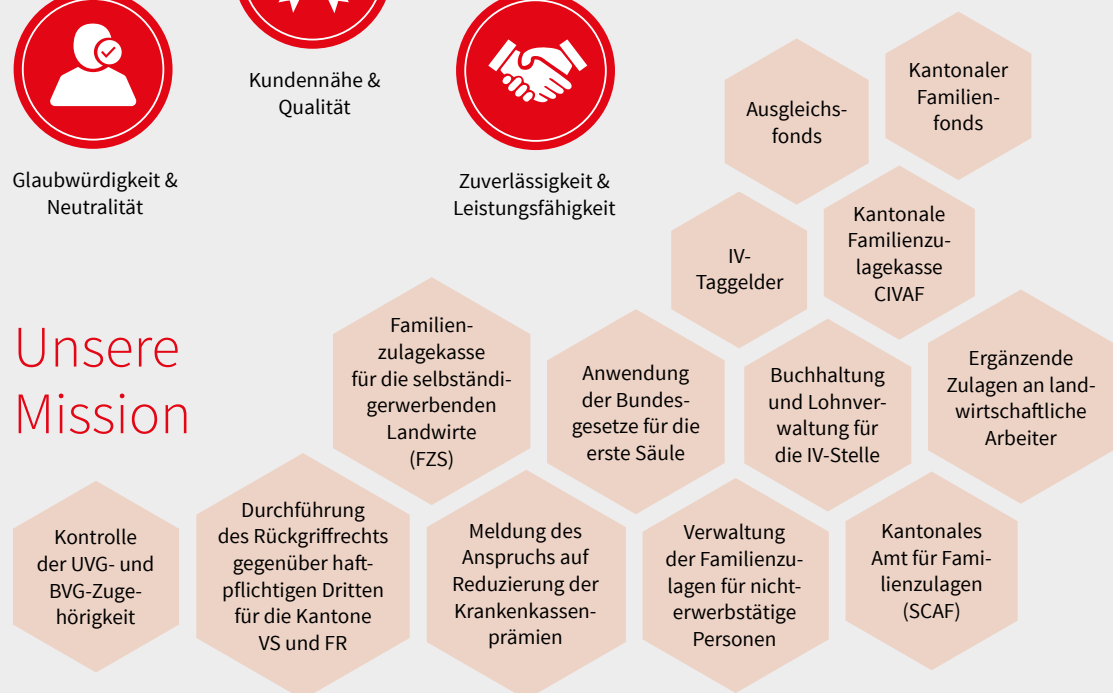 Kundennähe &
Qualität
Glaubwürdigkeit &
Neutralität
Zuverlässigkeit &
Leistungsfähigkeit
Unsere
Mission
Ausgleichs-
fonds
Kantonaler
Familien-
fonds
IV-
Taggelder
Kantonale
Familienzu-
lagekasse
CIVAF
Familien-
zulagekasse
für die selbständi-
gerwerbenden
Landwirte
(FZS)
Anwendung
der Bundes-
gesetze für die
erste Säule
Buchhaltung
und Lohnver-
waltung für
die IV-Stelle
Ergänzende
Zulagen an land-
wirtschaftliche
Arbeiter
Kontrolle
der UVG- und
BVG-Zuge-
hörigkeit
Durchführung
des Rückgriffrechts
gegenüber haft-
pflichtigen Dritten
für die Kantone
VS und FR
Meldung des
Anspruchs auf
Reduzierung der
Krankenkassen-
prämien
Verwaltung
der Familienzu-
lagen für nicht-
erwerbstätige
Personen
Kantonales
Amt für Fami-
lienzulagen
(SCAF)